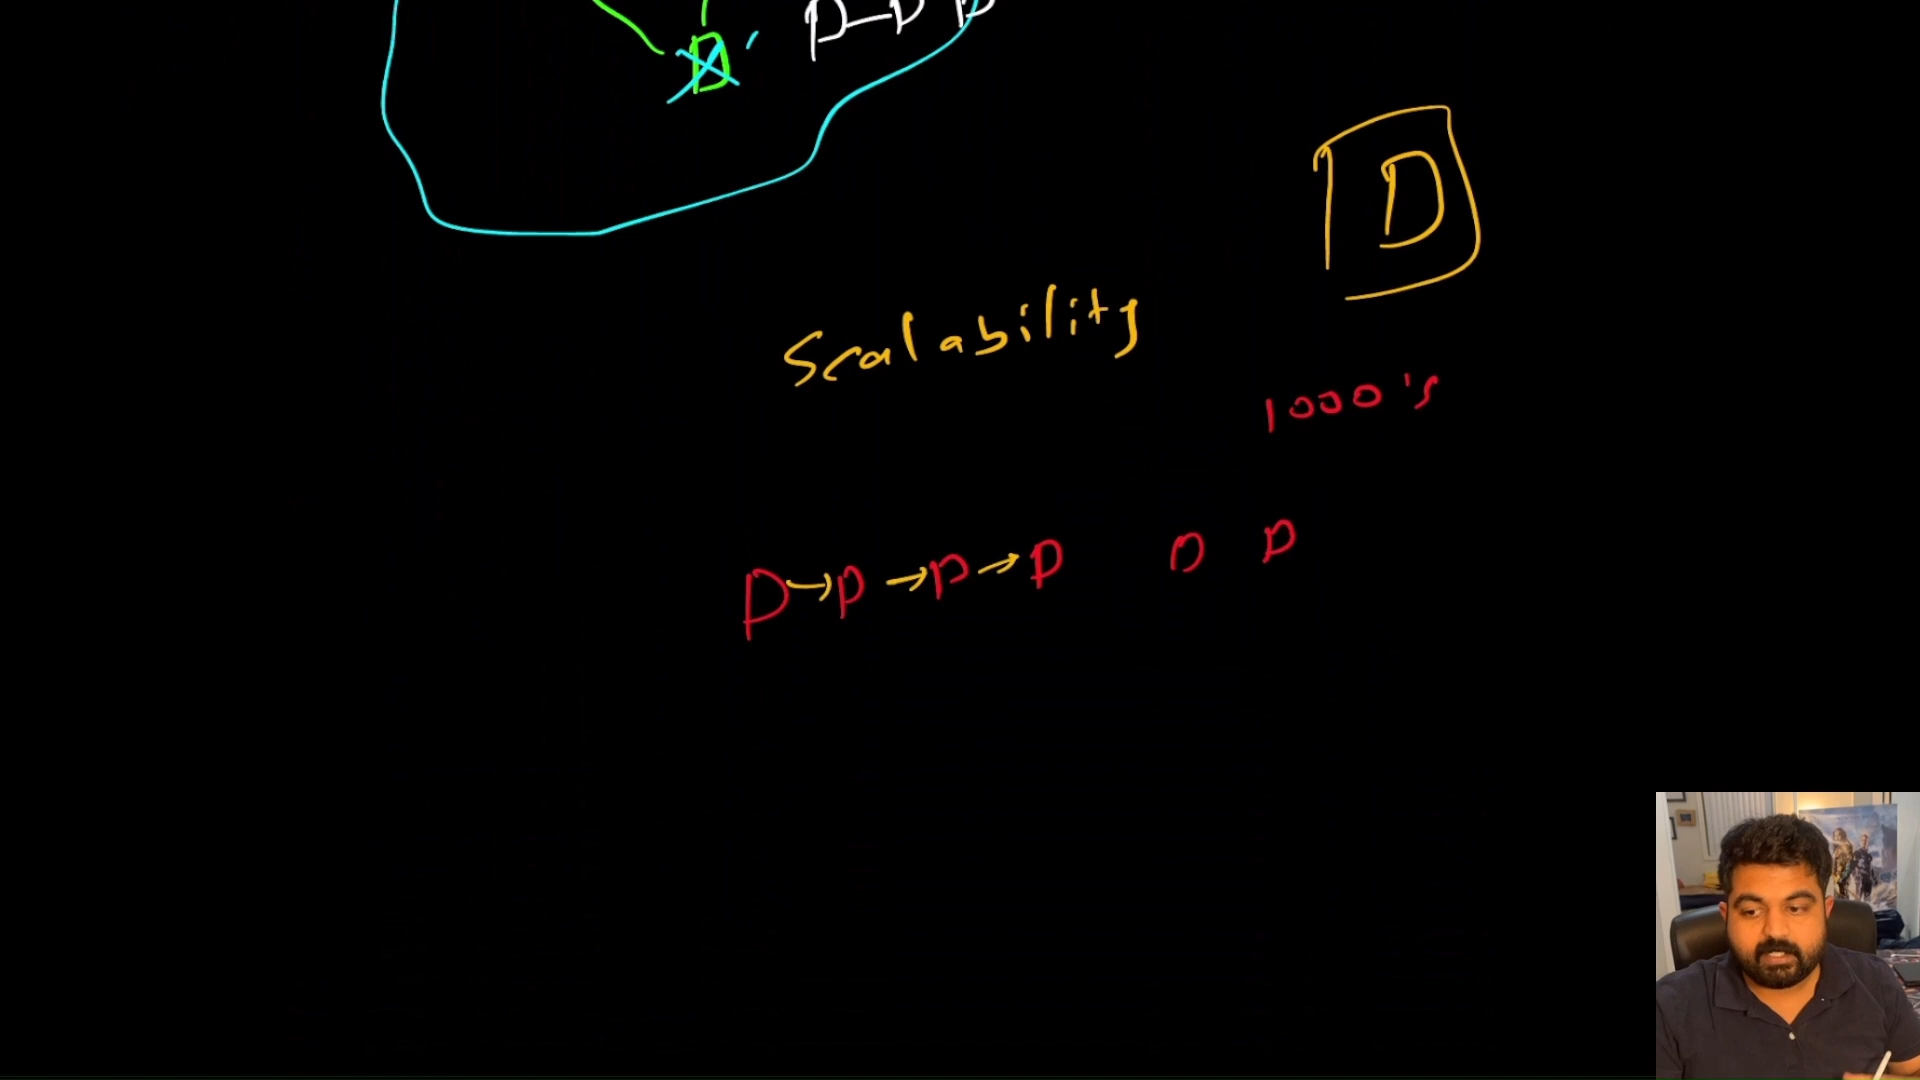 D D D
D
D
Scalability
1000's
D → D → D → D D D